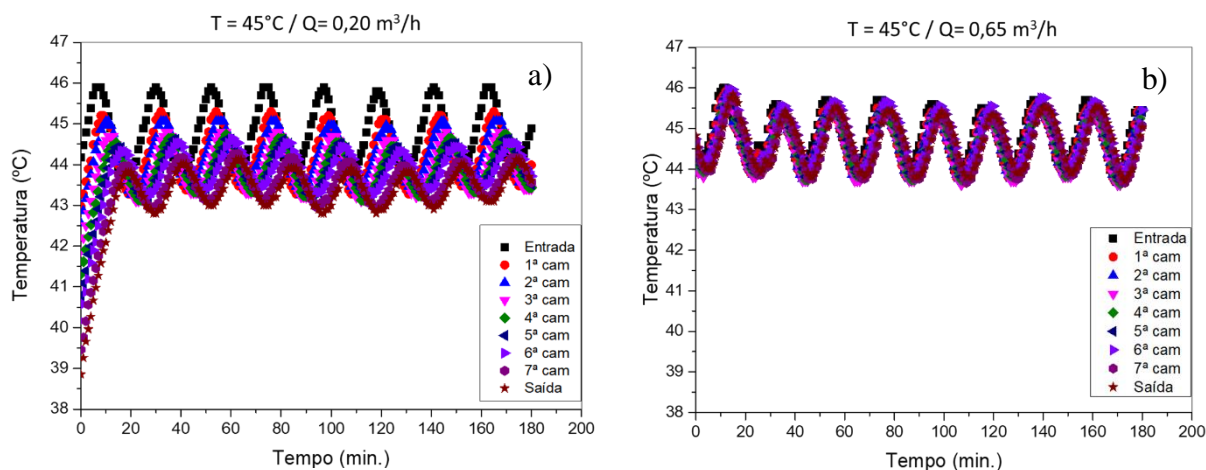 T = 45°C / Q= 0,20 m³/h
a)
47
46
45
44
43
42
41
40
39
38
Temperatura (ºC)
0 20 40 60 80 100 120 140 160 180 200
Tempo (min.)
Entrada
1ª cam
2ª cam
3ª cam
4ª cam
5ª cam
6ª cam
7ª cam
Saída
T = 45°C / Q= 0,65 m³/h
b)
47
46
45
44
43
42
41
40
39
38
Temperatura (ºC)
0 20 40 60 80 100 120 140 160 180 200
Tempo (min.)
Entrada
1ª cam
2ª cam
3ª cam
4ª cam
5ª cam
6ª cam
7ª cam
Saída